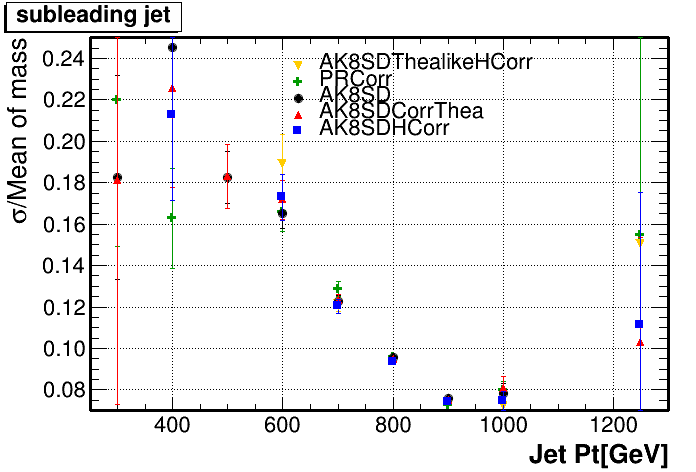 subleading jet
σ/Mean of mass
0.24
0.22
0.20
0.18
0.16
0.14
0.12
0.10
0.08
AK8SDThealikeHCorr
PRCorr
AK8SD
AK8SDCorrThea
AK8SDHCorr
400 600 800 1000 1200
Jet Pt[GeV]